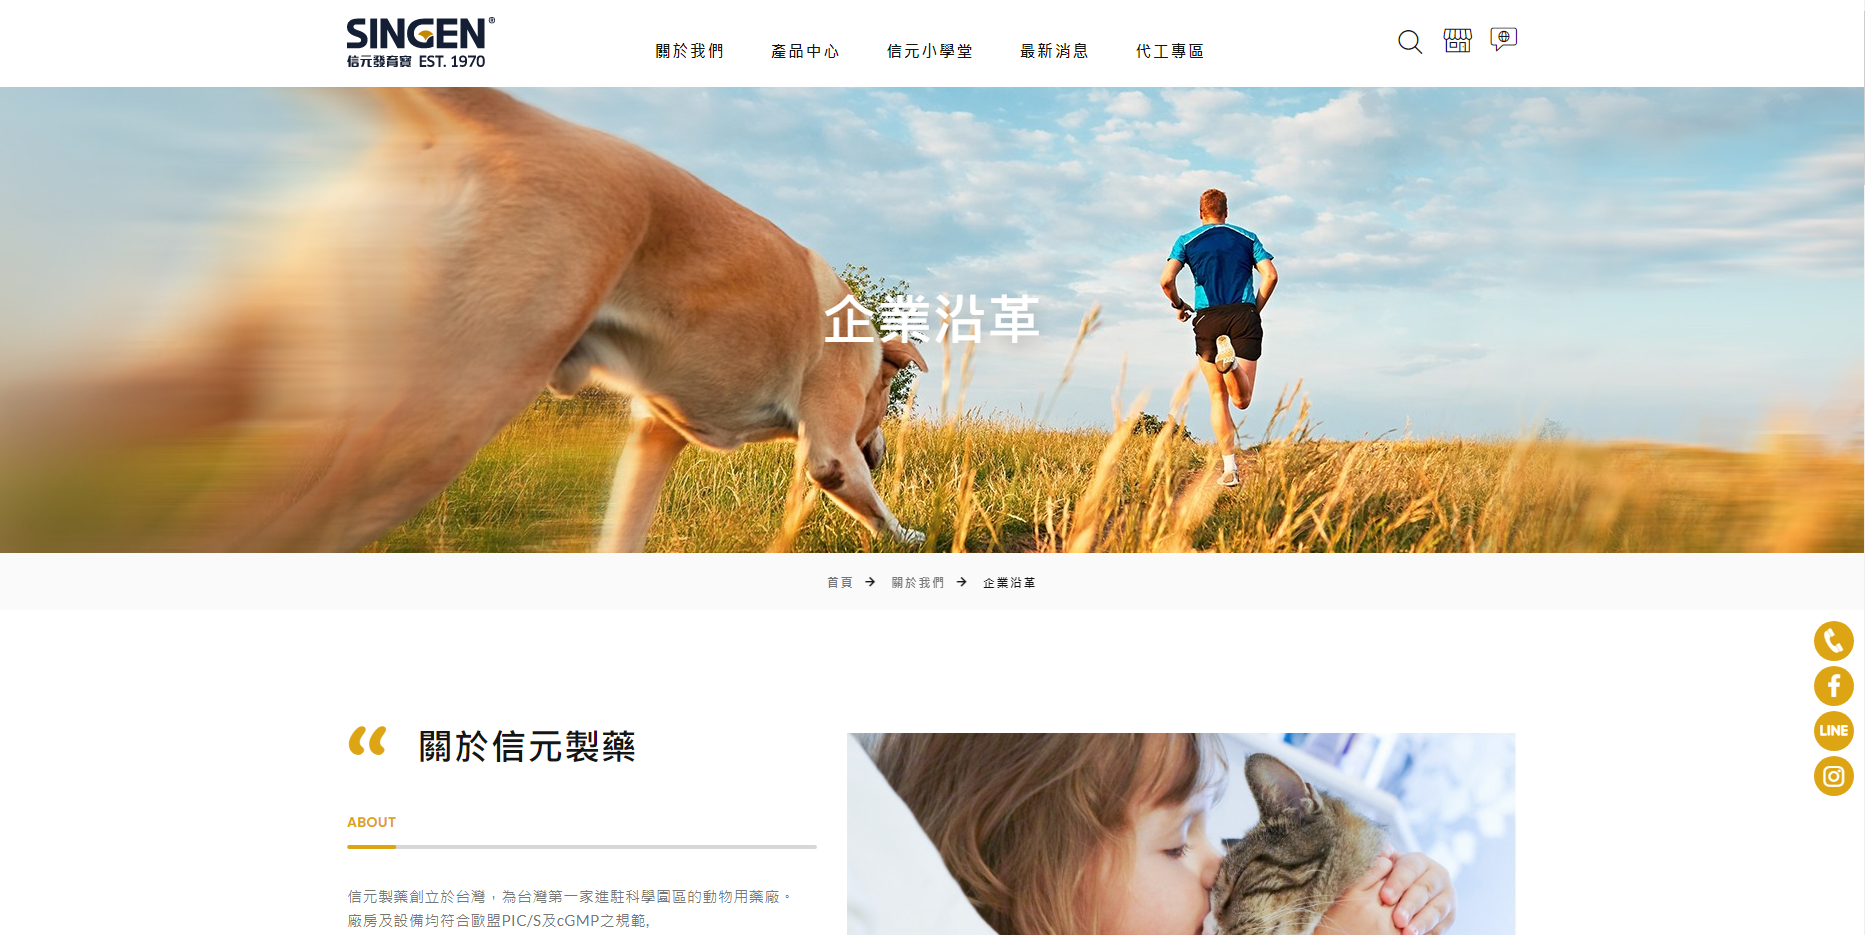 SINGEN®
信元發育寶 EST. 1970
關於我們 產品中心 信元小學堂 最新消息 代工專區
企業沿革
首頁 → 關於我們 → 企業沿革
“ 關於信元製藥
ABOUT
信元製藥創立於台灣，為台灣第一家進駐科學園區的動物用藥廠。
廠房及設備均符合歐盟PIC/S及cGMP之規範,
LINE